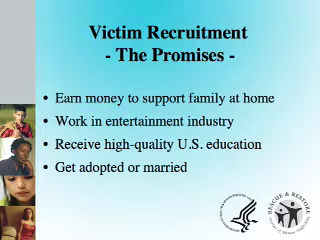 Victim Recruitment
- The Promises -
• Earn money to support family at home
• Work in entertainment industry
• Receive high-quality U.S. education
• Get adopted or married
RESCUE & RESTORE